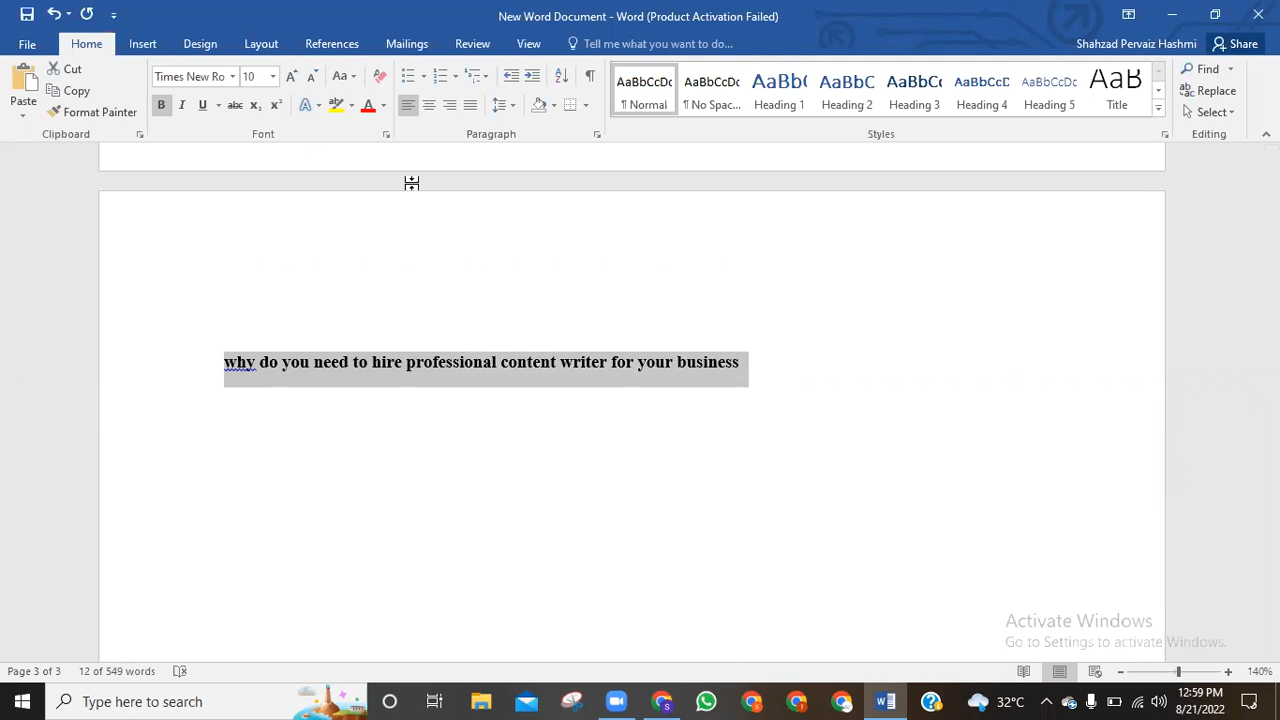 New Word Document - Word (Product Activation Failed)
File Home Insert Design Layout References Mailings Review View Tell me what you want to do... Shahzad Pervaiz Hashmi Share
Paste
Cut
Copy
Format Painter
Clipboard
Times New Ro 10 Aa
B I U abc x₂ x² A A
Font
Paragraph
AaBbCcDc ¶ Normal
AaBbCcDc ¶ No Spac...
AaBbC Heading 1
AaBbC Heading 2
AaBbCc Heading 3
AaBbCcD Heading 4
AaBbCcDc Heading 5
AaB Title
Styles
Find
Replace
Select
Editing
why do you need to hire professional content writer for your business
Activate Windows
Go to Settings to activate Windows.
Page 3 of 3 12 of 549 words 140%
Type here to search 32°C 12:59 PM
8/21/2022